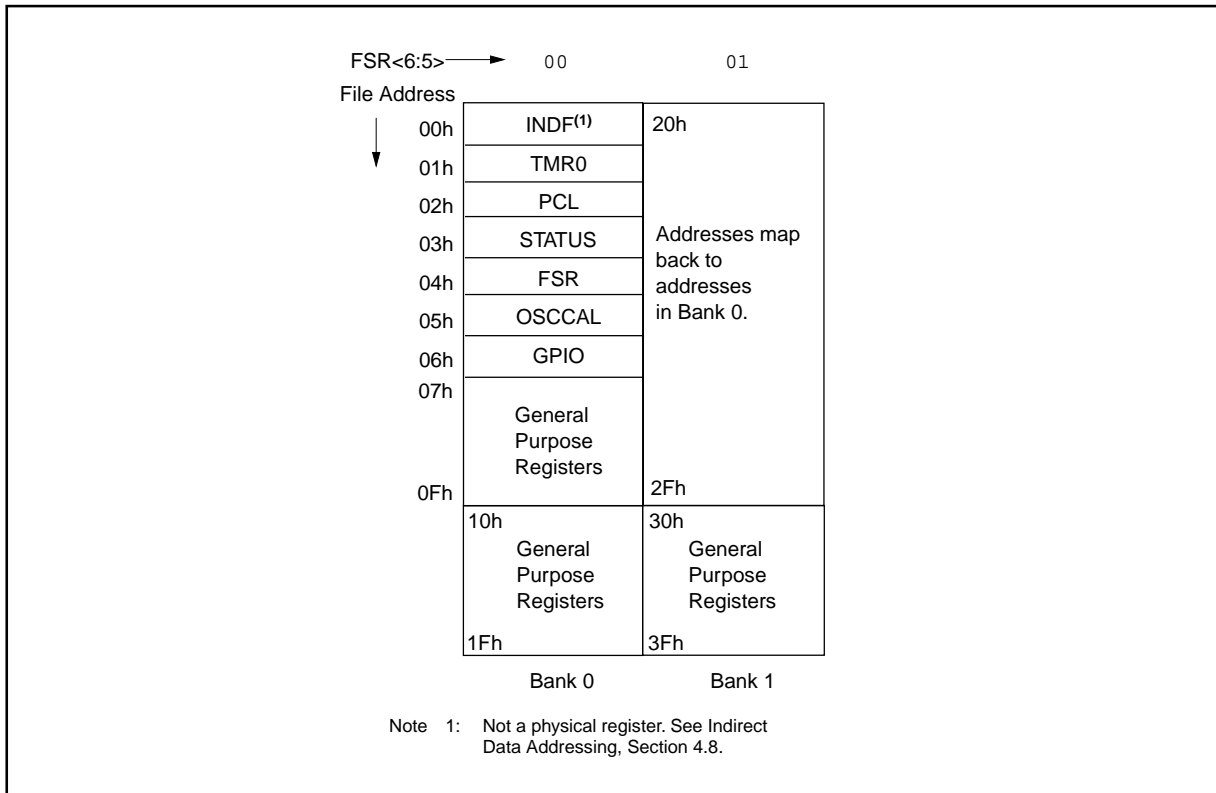 FSR<6:5> 00 01
File Address
00h INDF(1) 20h
01h TMR0
02h PCL
03h STATUS Addresses map
back to
04h FSR addresses
05h OSCCAL in Bank 0.
06h GPIO
07h
General
Purpose
Registers
0Fh 2Fh
10h 30h
General General
Purpose Purpose
Registers Registers
1Fh 3Fh
Bank 0 Bank 1
Note 1: Not a physical register. See Indirect
Data Addressing, Section 4.8.